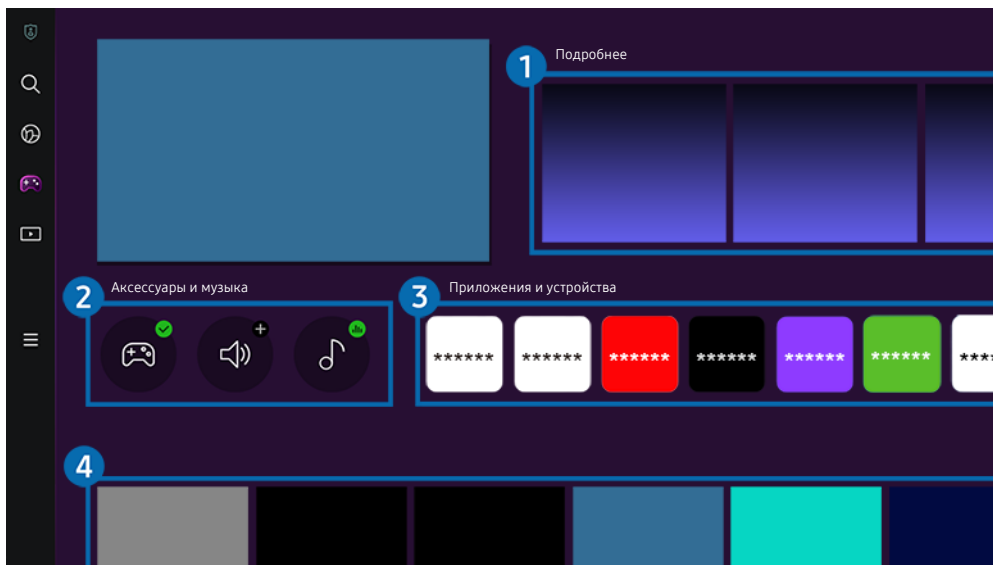 1
Подробнее
2
Аксессуары и музыка
3
Приложения и устройства
****** ****** ****** ****** ****** ****** ****
4